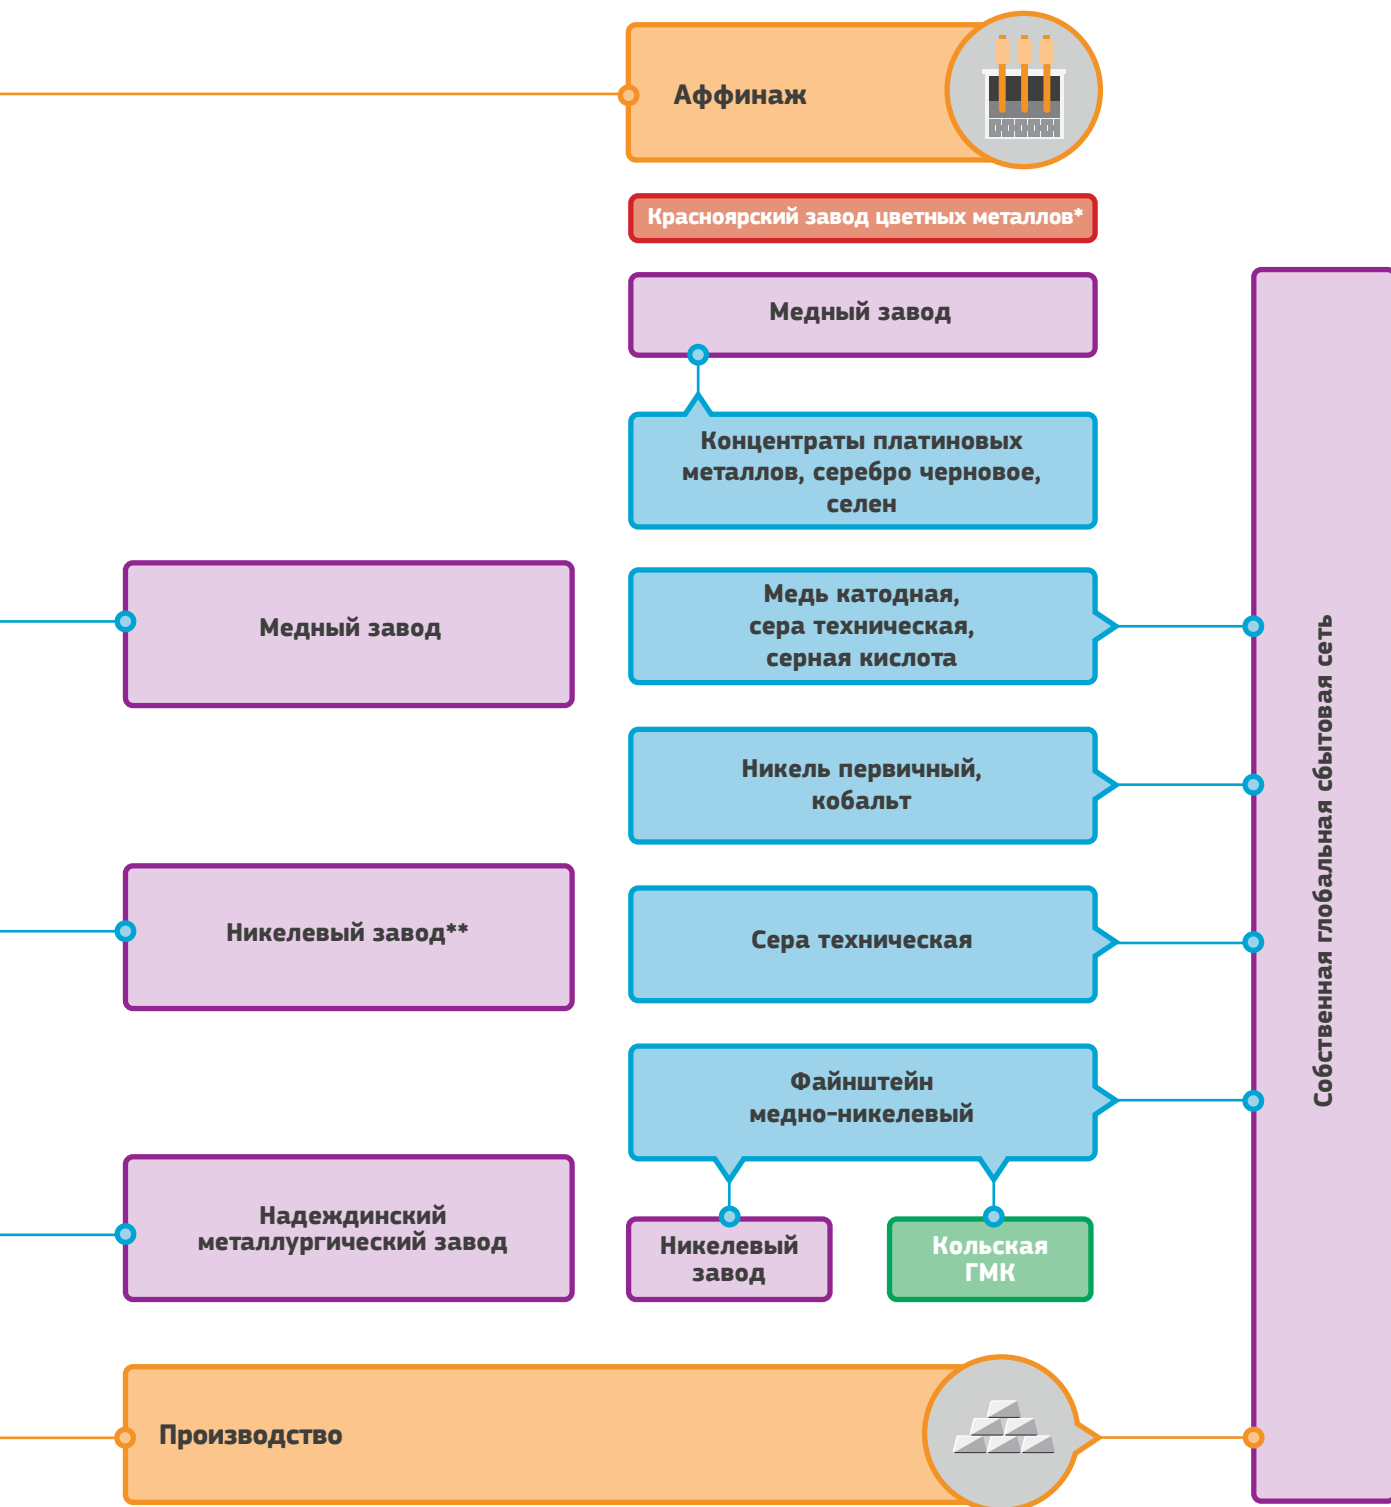 Аффинаж
Красноярский завод цветных металлов*
Медный завод
Концентраты платиновых
металлов, серебро черновое,
селен
Медный завод
Медь катодная,
сера техническая,
серная кислота
Никель первичный,
кобальт
Никелевый завод**
Сера техническая
Файнштейн
медно-никелевый
Надеждинский
металлургический завод
Никелевый
завод
Кольская
ГМК
Производство
Собственная глобальная сбытовая сеть